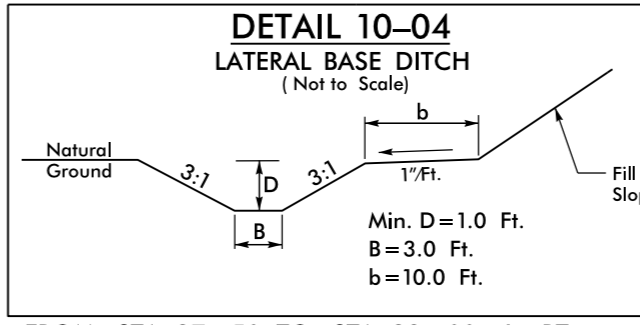 DETAIL 10–04
LATERAL BASE DITCH
( Not to Scale)
b
Natural
Ground
3:1
D
3:1
1"/Ft.
Fill
B
Min. D=1.0 Ft.
B=3.0 Ft.
b=10.0 Ft.